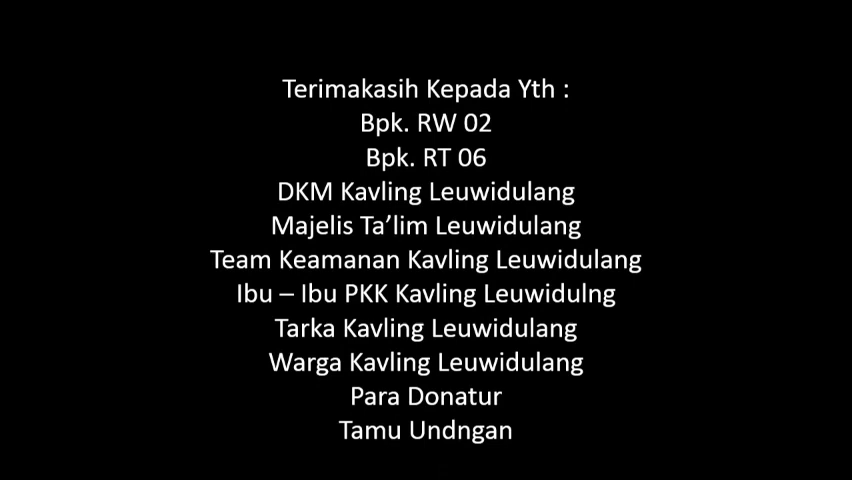 Terimakasih Kepada Yth :
Bpk. RW 02
Bpk. RT 06
DKM Kavling Leuwidulang
Majelis Ta’lim Leuwidulang
Team Keamanan Kavling Leuwidulang
Ibu – Ibu PKK Kavling Leuwidulng
Tarka Kavling Leuwidulang
Warga Kavling Leuwidulang
Para Donatur
Tamu Undngan